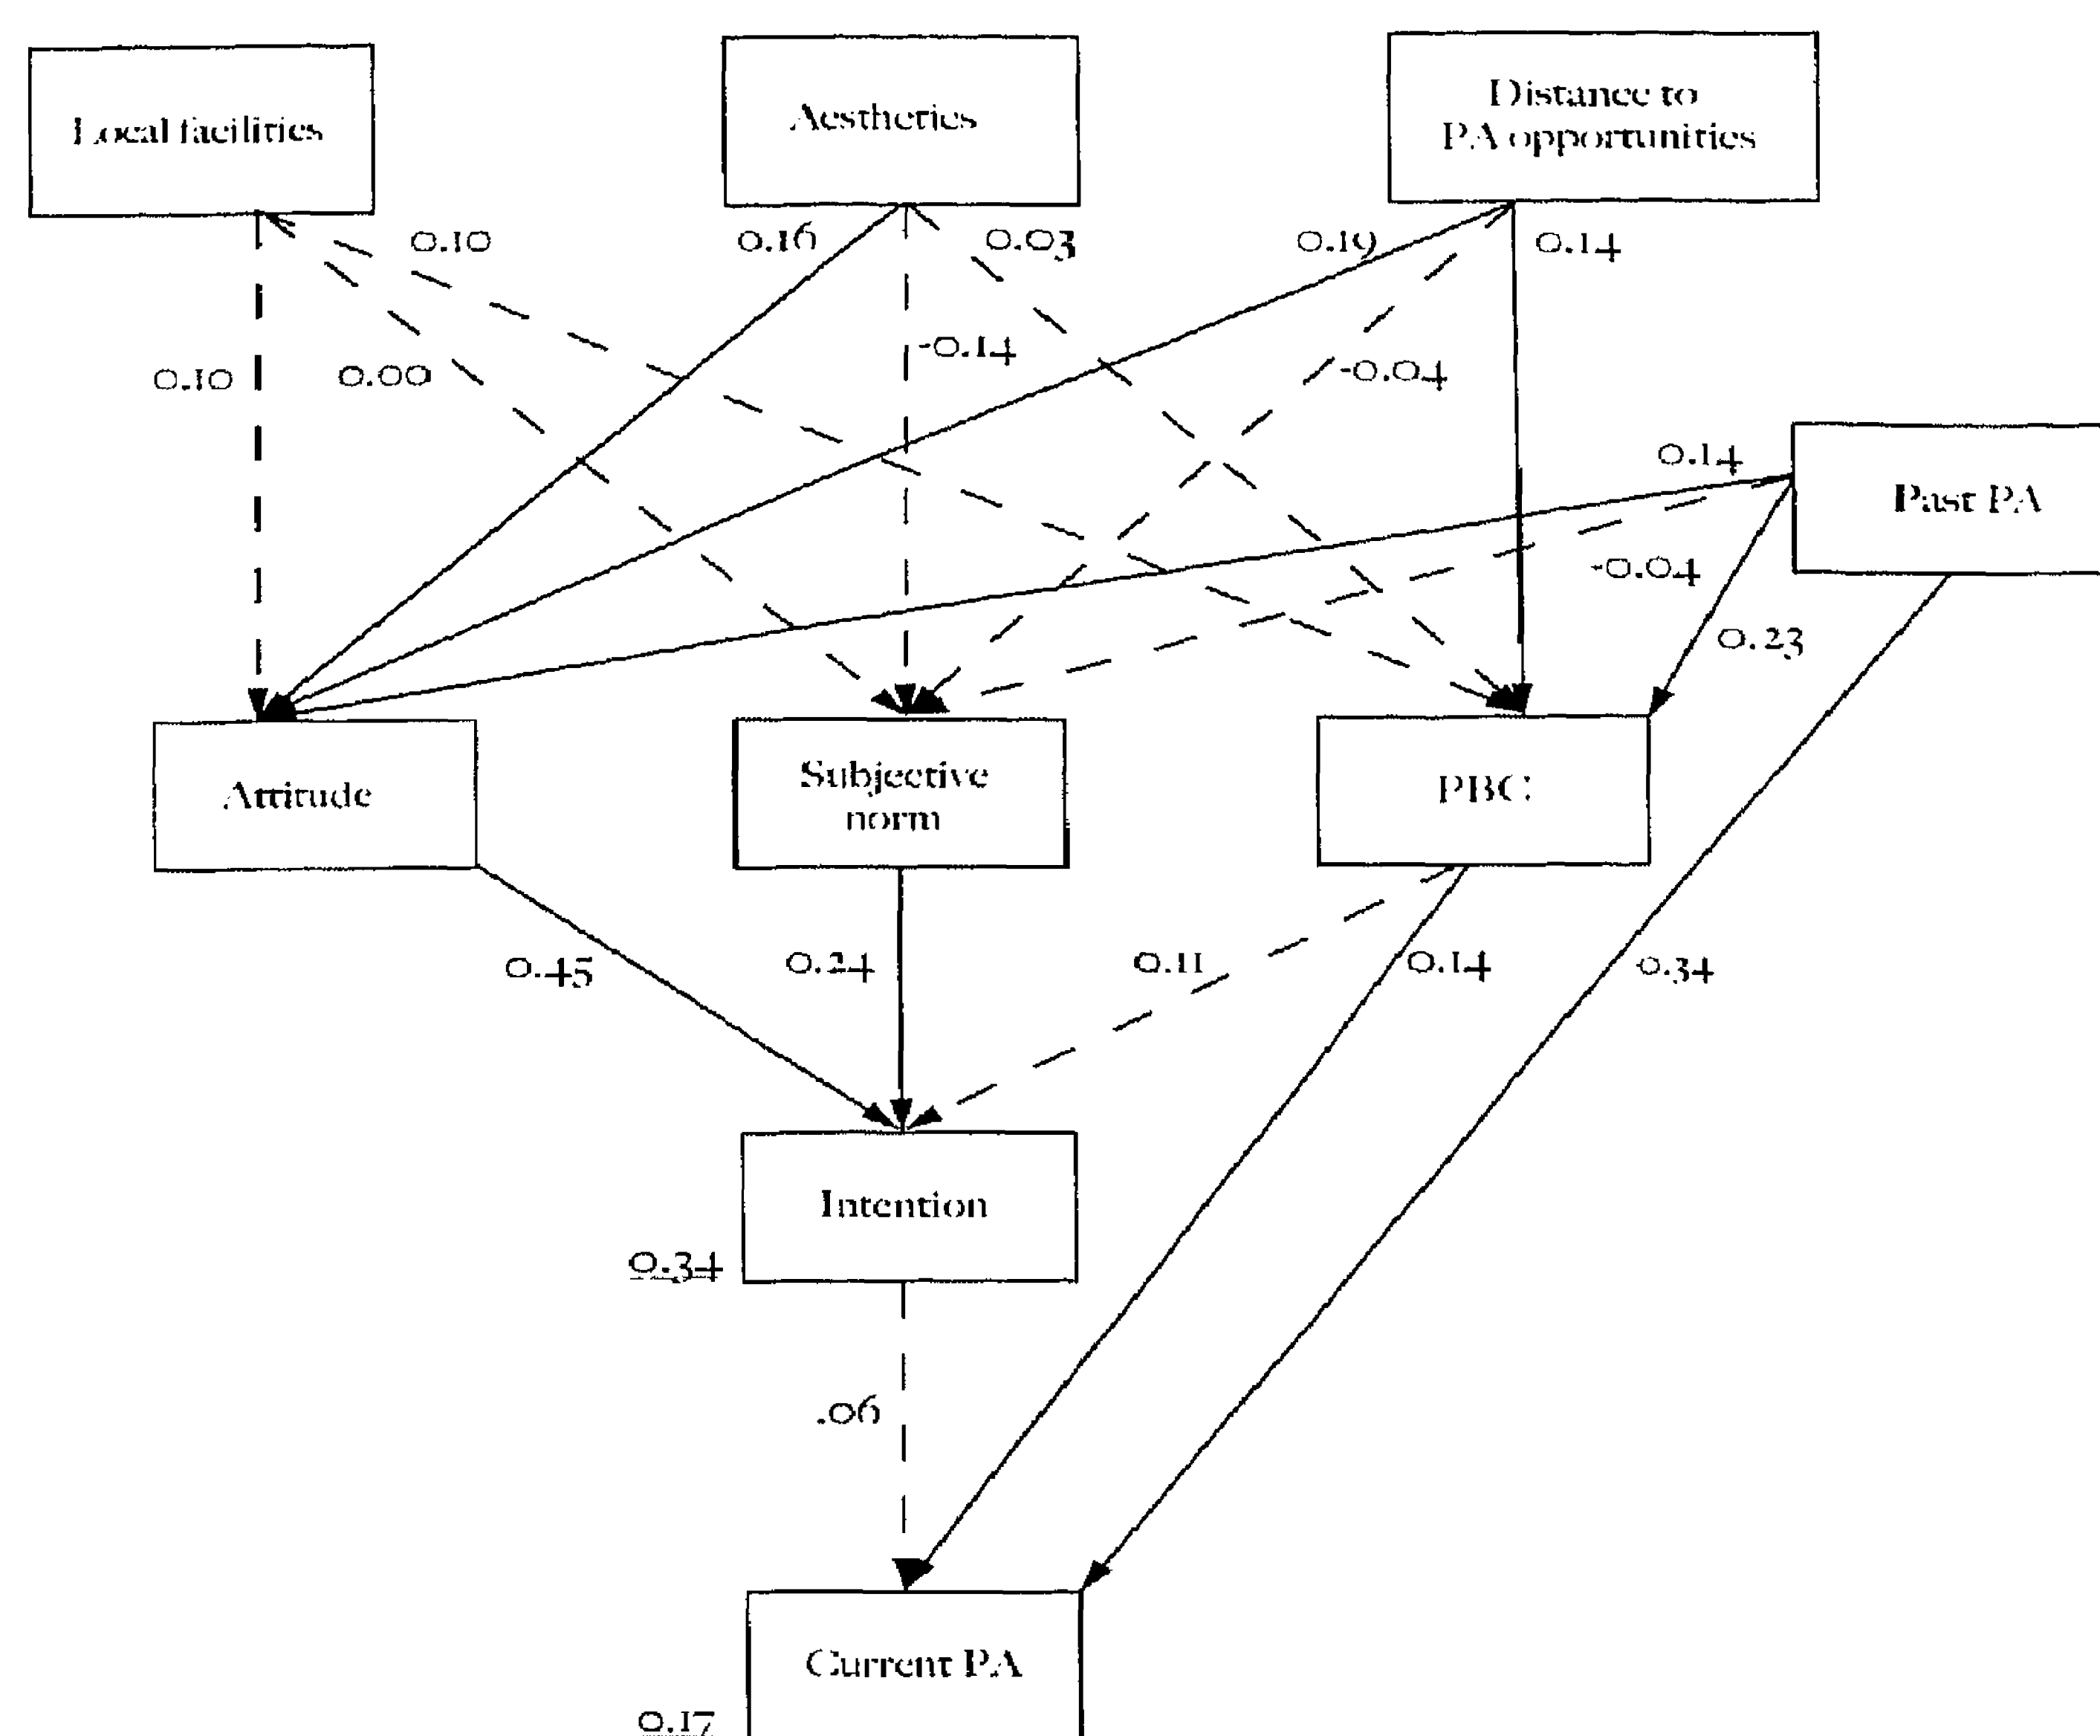 Local facilities
Aesthetics
Distance to
PA opportunities
0.10
0.16
0.03
0.19
0.14
-0.14
0.10
0.00
-0.04
0.14
Past PA
-0.04
0.23
Attitude
Subjective
norm
PBC
0.45
0.24
0.11
0.14
0.34
Intention
0.34
.06
Current PA
0.17